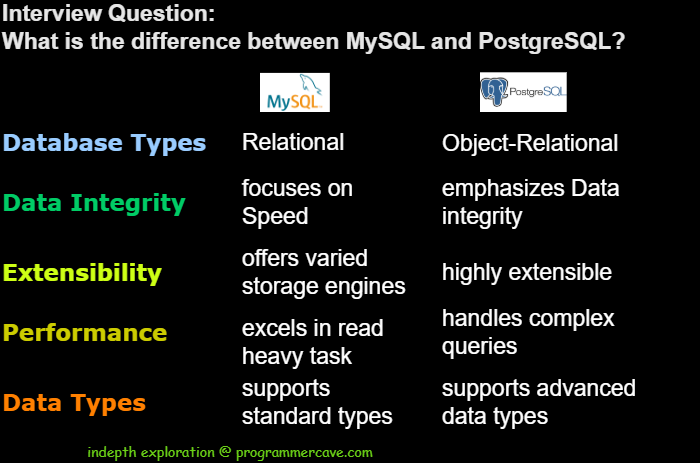 Interview Question:
What is the difference between MySQL and PostgreSQL?
MySQL PostgreSQL
Database Types Relational Object-Relational
Data Integrity focuses on Speed emphasizes Data integrity
Extensibility offers varied storage engines highly extensible
Performance excels in read heavy task handles complex queries
Data Types supports standard types supports advanced data types
indepth exploration @ programmercave.com